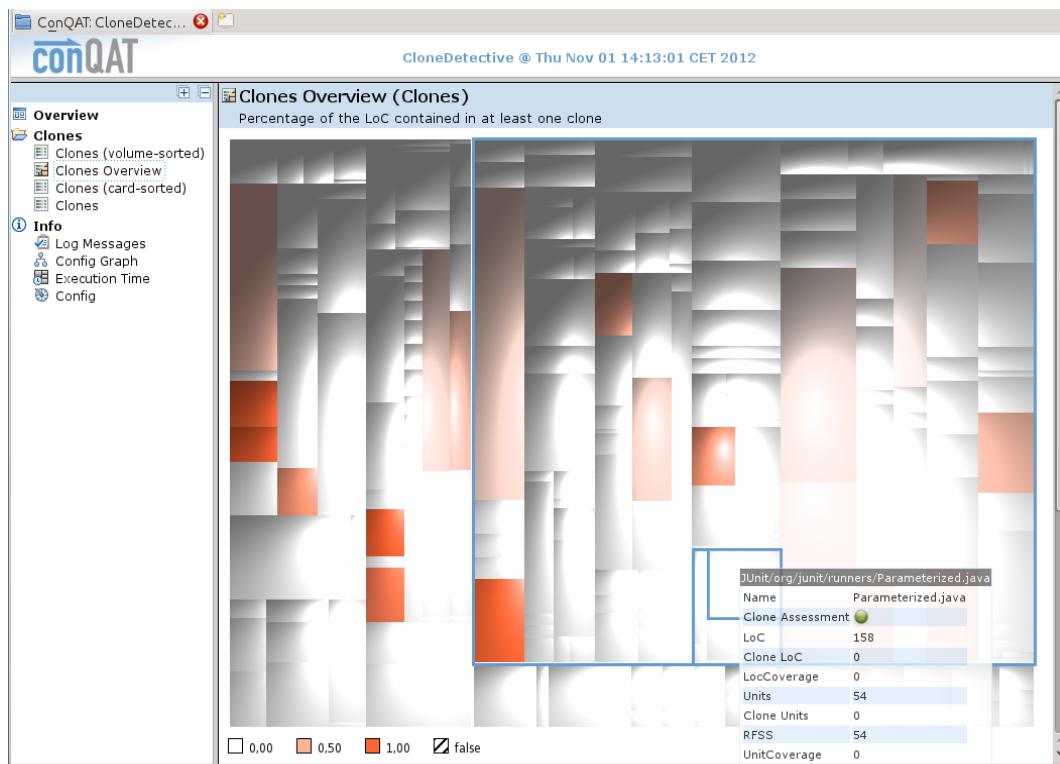 ConQAT: CloneDetec...
conQAT
CloneDetective @ Thu Nov 01 14:13:01 CET 2012
Overview
Clones
Clones (volume-sorted)
Clones Overview
Clones (card-sorted)
Clones
Info
Log Messages
Config Graph
Execution Time
Config
Clones Overview (Clones)
Percentage of the LoC contained in at least one clone
JUnit/org/junit/runners/Parameterized.java
Name Parameterized.java
Clone Assessment
LoC 158
Clone LoC 0
LocCoverage 0
Units 54
Clone Units 0
RFSS 54
UnitCoverage 0
0,00 0,50 1,00 false